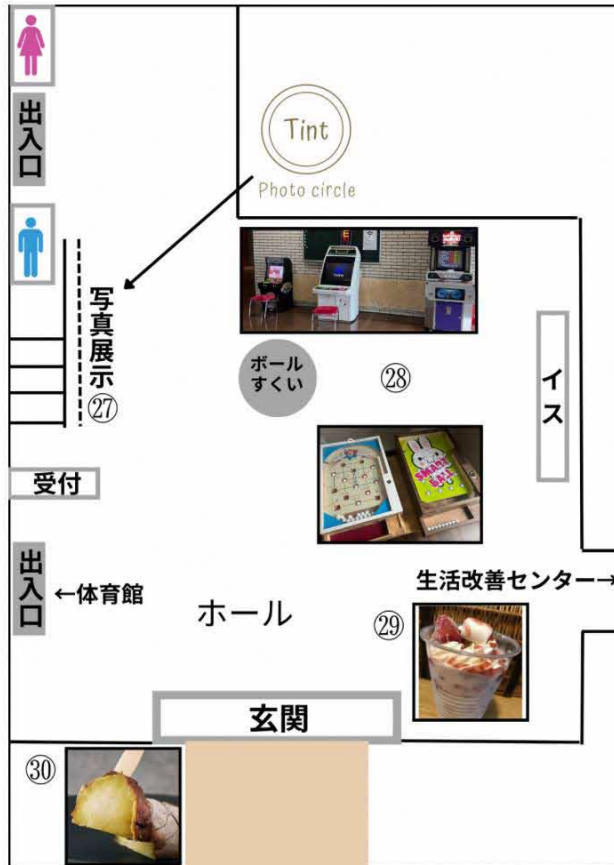 出入口
Tint
Photo circle
写真展示
㉗
ボール
すくい
㉘
イス
SMART
BALL
受付
出入口
←体育館
生活改善センター→
ホール
㉙
玄関
㉚